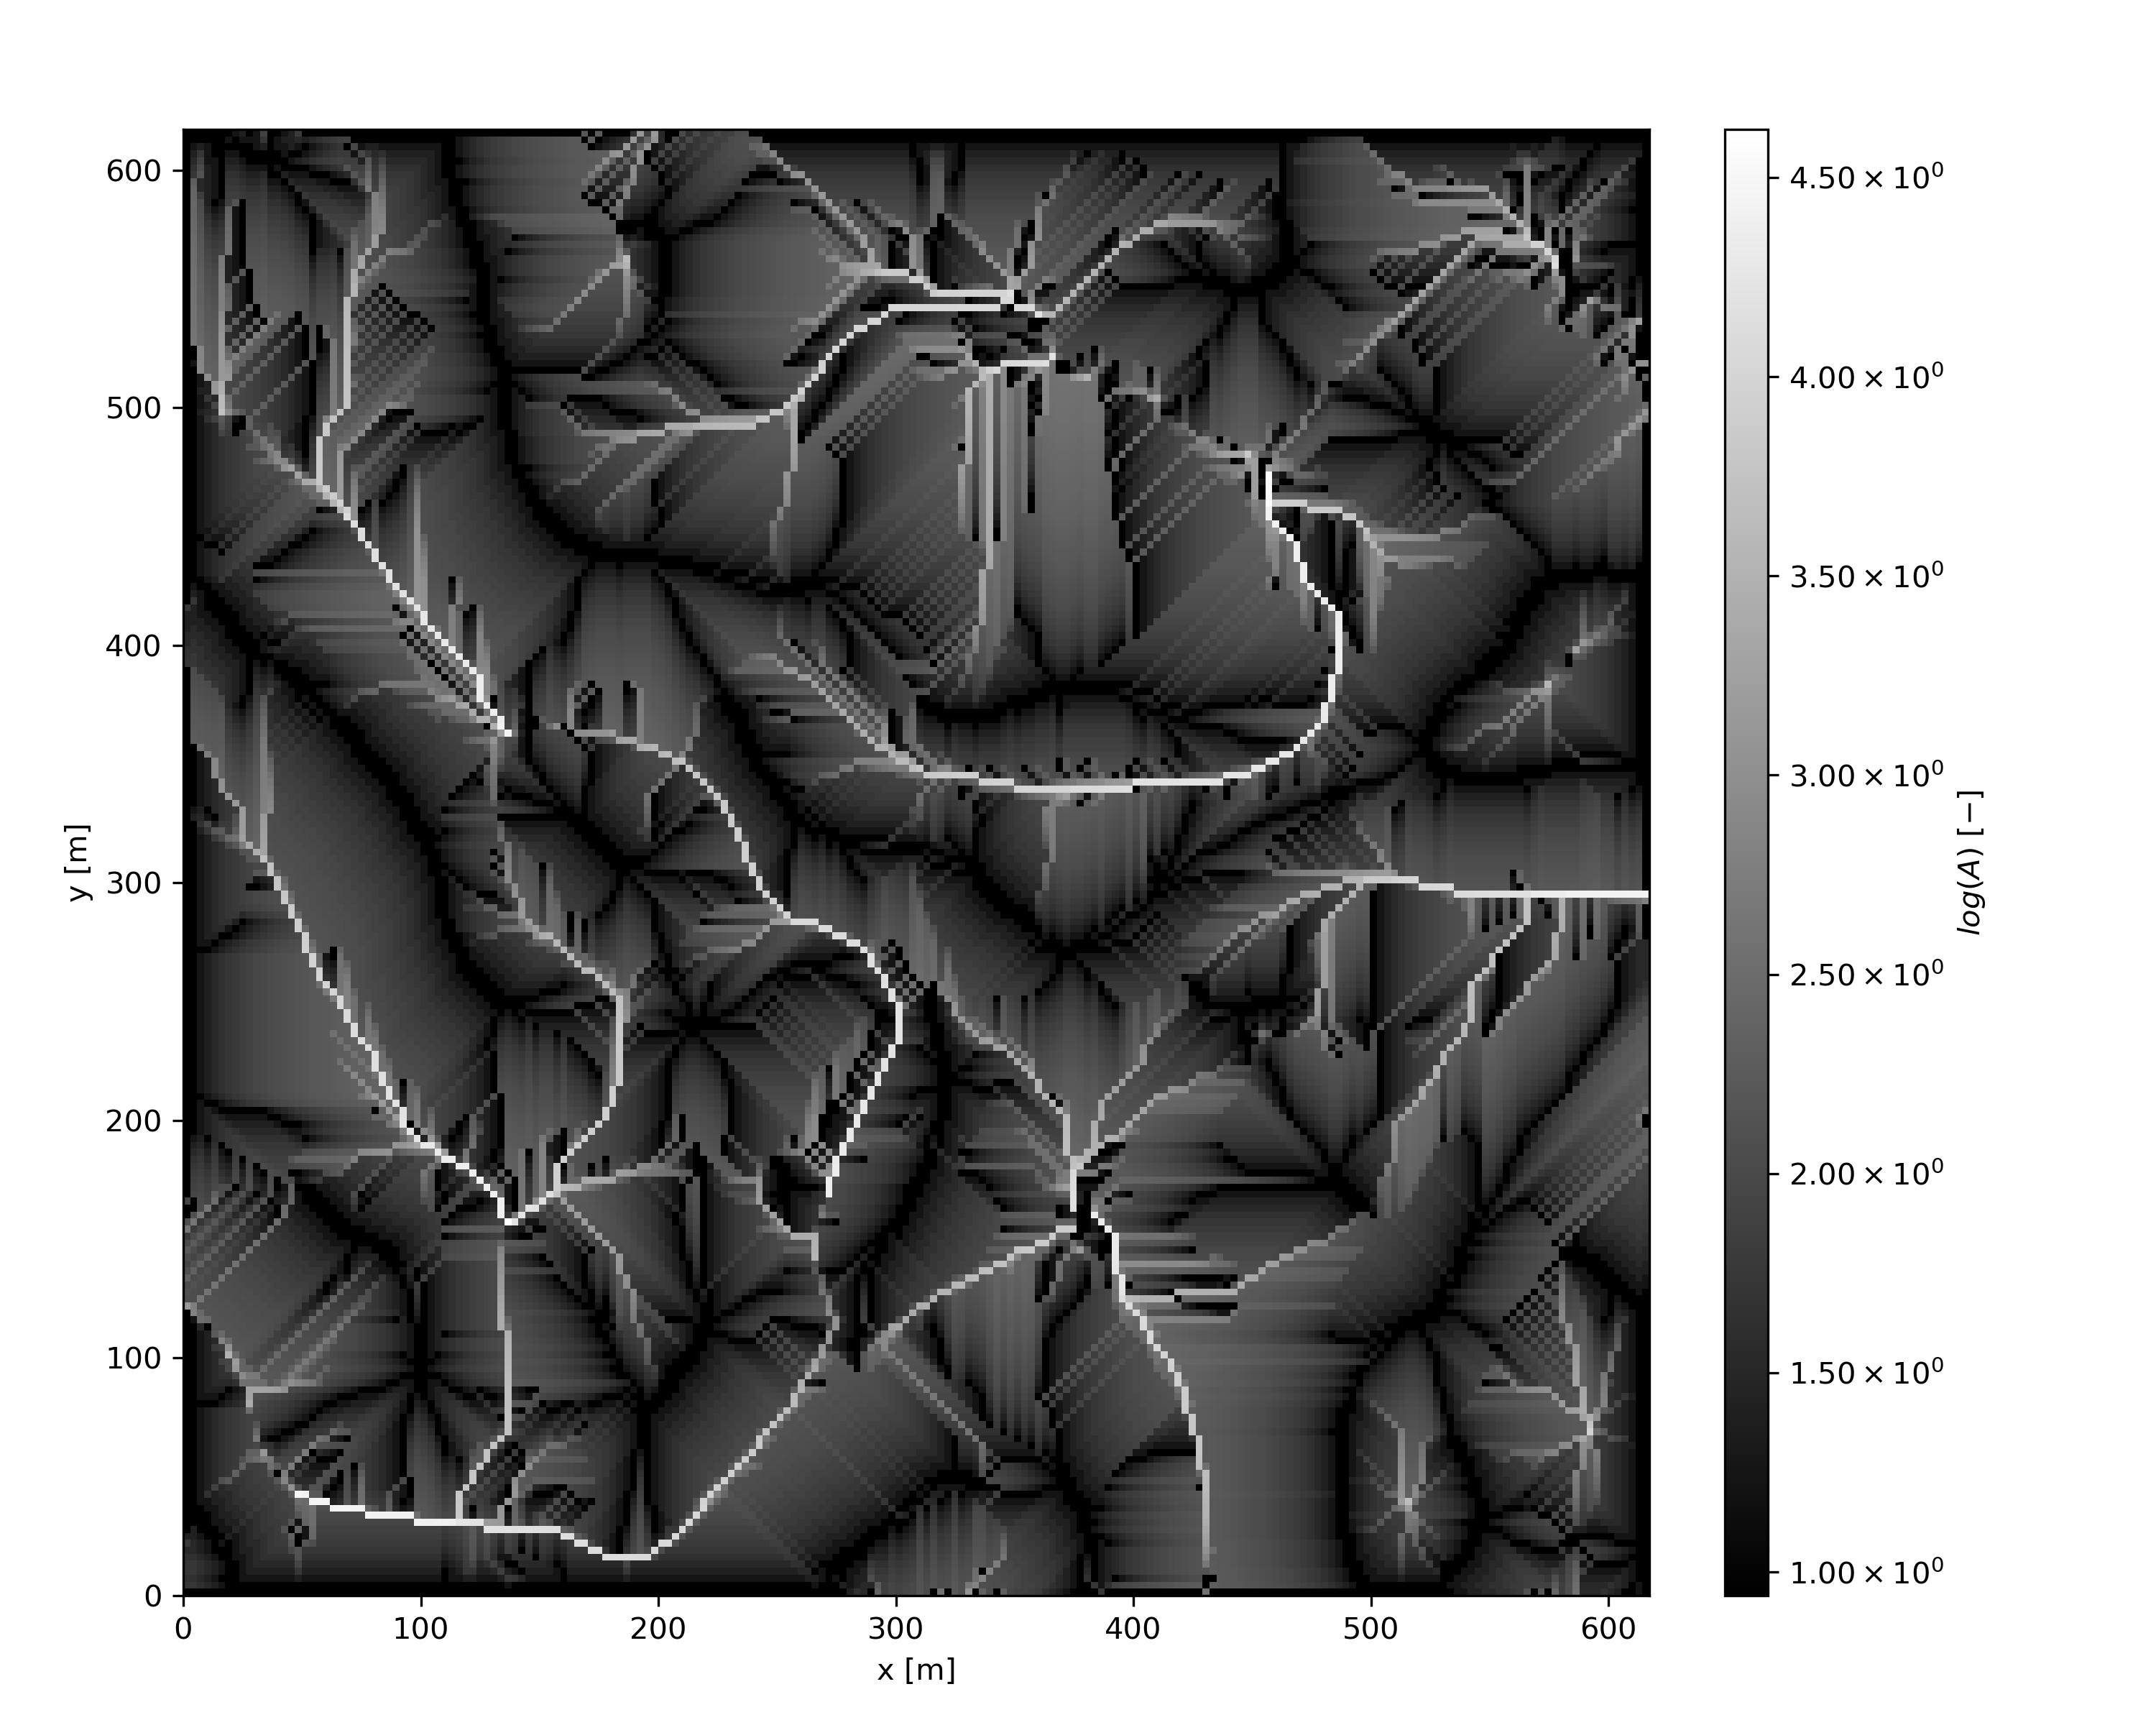 600
500
400
300
200
100
0
y [m]
0 100 200 300 400 500 600
x [m]
4.50 × 10⁰
4.00 × 10⁰
3.50 × 10⁰
3.00 × 10⁰
2.50 × 10⁰
2.00 × 10⁰
1.50 × 10⁰
1.00 × 10⁰
log(A) [−]